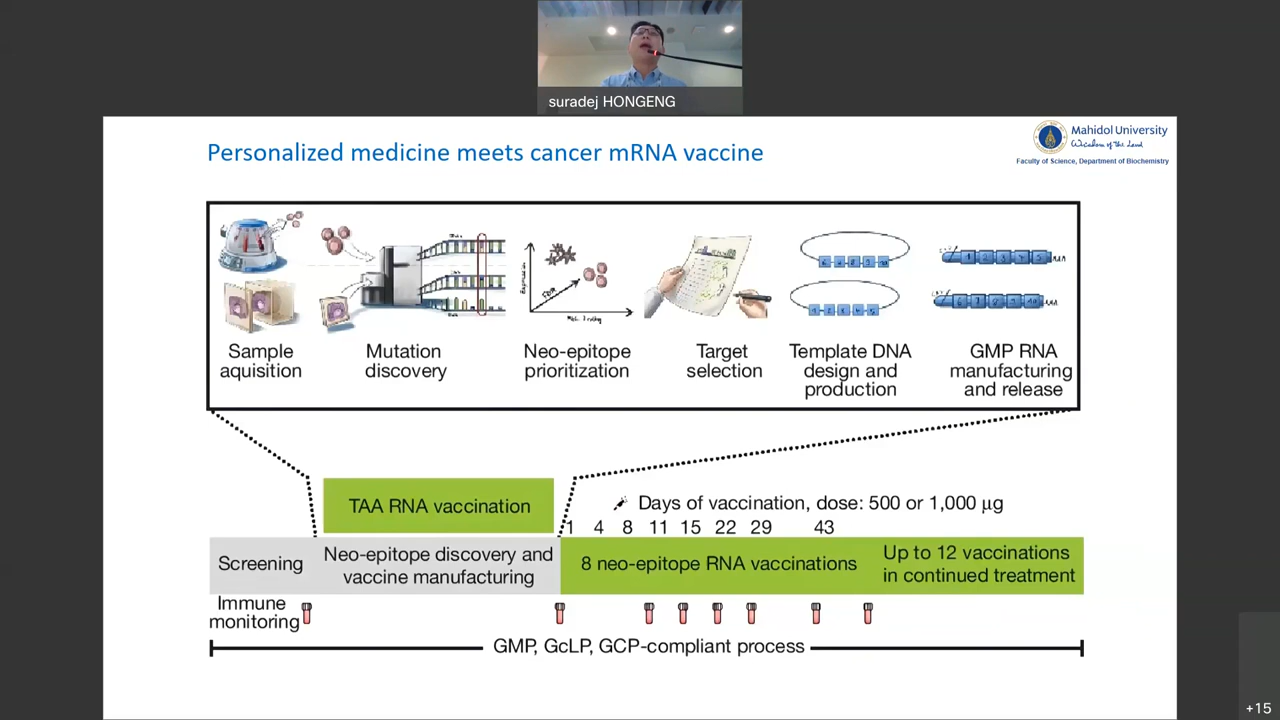 suradej HONGENG
Personalized medicine meets cancer mRNA vaccine
Mahidol University
Wisdom of the Land
Faculty of Science, Department of Biochemistry
Expression
Sample
aquisition
Mutation
discovery
Neo-epitope
prioritization
Target
selection
Template DNA
design and
production
GMP RNA
manufacturing
and release
TAA RNA vaccination
Days of vaccination, dose: 500 or 1,000 µg
1 4 8 11 15 22 29 43
Screening
Neo-epitope discovery and
vaccine manufacturing
8 neo-epitope RNA vaccinations
Up to 12 vaccinations
in continued treatment
Immune
monitoring
GMP, GcLP, GCP-compliant process
+15